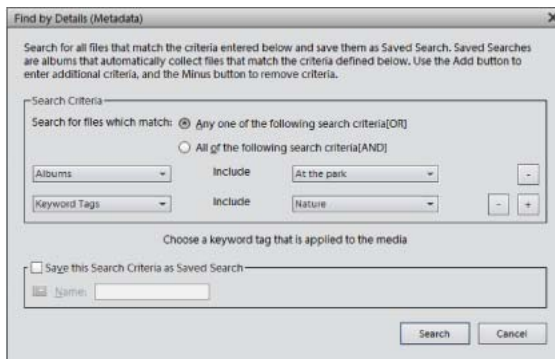 Find by Details (Metadata)
Search for all files that match the criteria entered below and save them as Saved Search. Saved Searches
are albums that automatically collect files that match the criteria defined below. Use the Add button to
enter additional criteria, and the Minus button to remove criteria.
Search Criteria
Search for files which match: Any one of the following search criteria[OR]
All of the following search criteria[AND]
Albums Include At the park -
Keyword Tags Include Nature - +
Choose a keyword tag that is applied to the media
Save this Search Criteria as Saved Search
Name:
Search Cancel